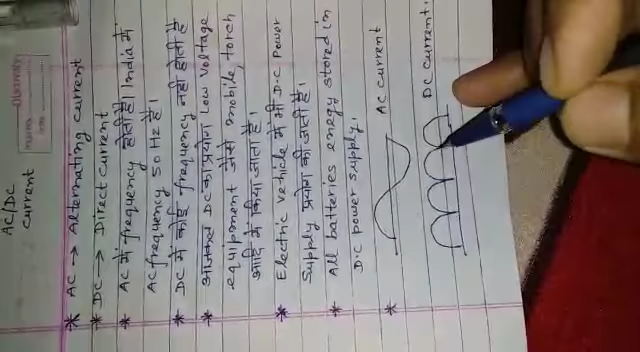 AC/DC
current
* AC → Alternating current
* DC → Direct current
* AC में frequency होती है। India में
AC frequency 50 Hz है।
* DC में कोई frequency नहीं होती है
* DC का प्रयोग Low voltage
equipment जैसे mobile, torch
आदि में किया जाता है।
* Electric vehicle में भी D.C Power
Supply प्रयोग की जाती है।
* All batteries energy stored in
D.C power supply.
* AC current
DC current.